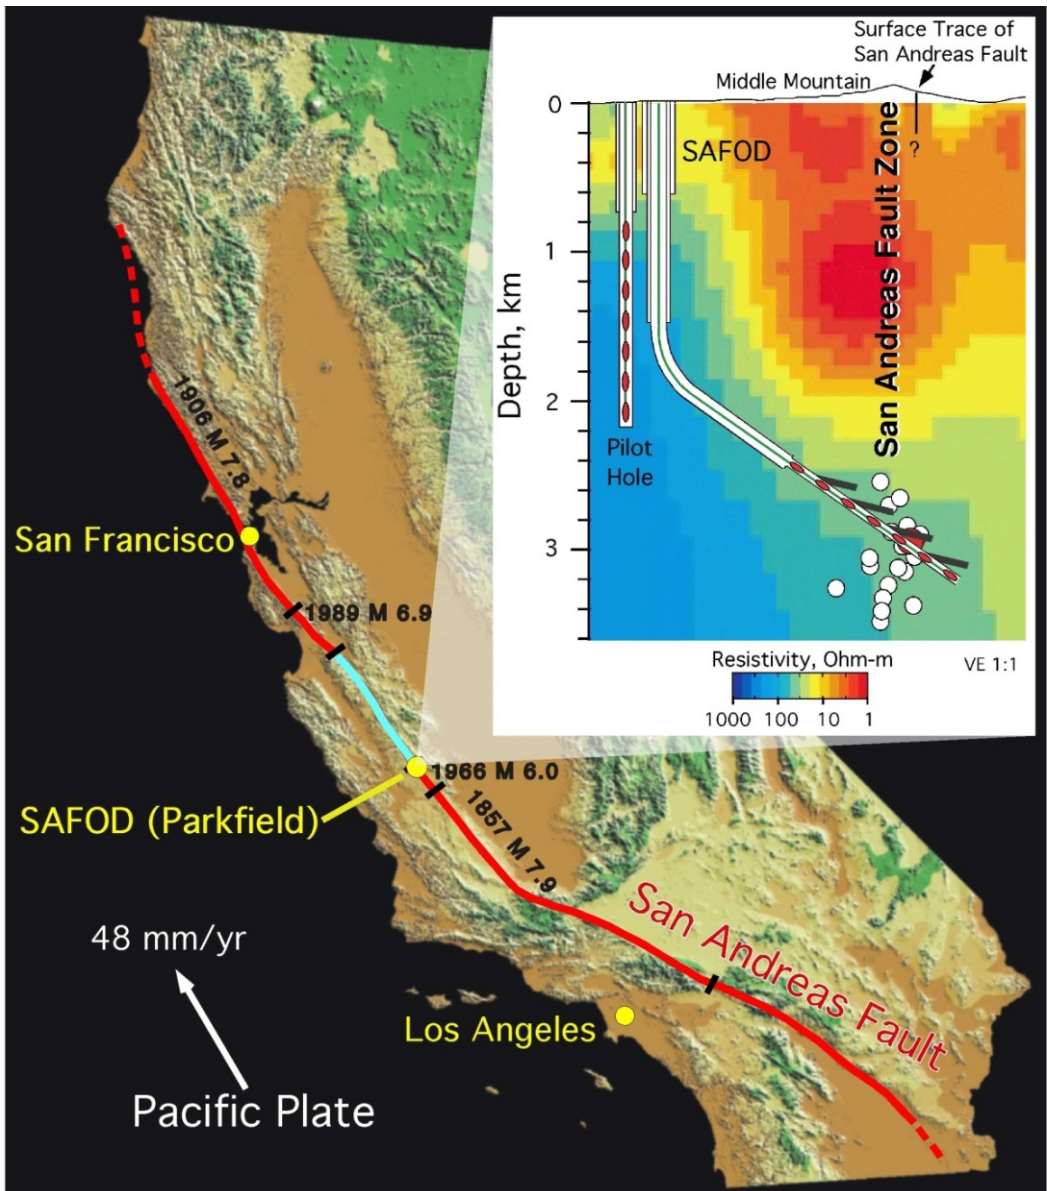 Surface Trace of
San Andreas Fault
Middle Mountain
0
SAFOD
?
San Andreas Fault Zone
1
Depth, km
2
Pilot
Hole
3
Resistivity, Ohm-m
VE 1:1
1000 100 10 1
1906 M 7.8
San Francisco
1989 M 6.9
1966 M 6.0
SAFOD (Parkfield)
1857 M 7.9
San Andreas Fault
48 mm/yr
Los Angeles
Pacific Plate